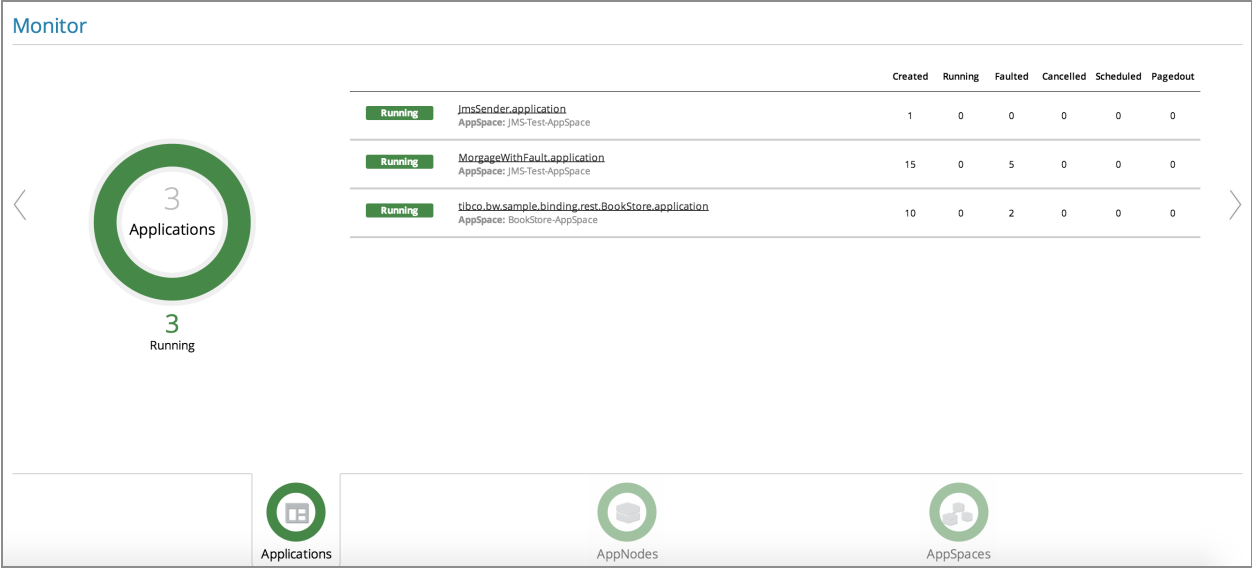 Monitor
Created Running Faulted Cancelled Scheduled Pagedout
Running JmsSender.application 1 0 0 0 0 0
AppSpace: JMS-Test-AppSpace
Running MorgageWithFault.application 15 0 5 0 0 0
AppSpace: JMS-Test-AppSpace
Running tibco.bw.sample.binding.rest.BookStore.application 10 0 2 0 0 0
AppSpace: BookStore-AppSpace
3
Applications
3
Running
Applications AppNodes AppSpaces